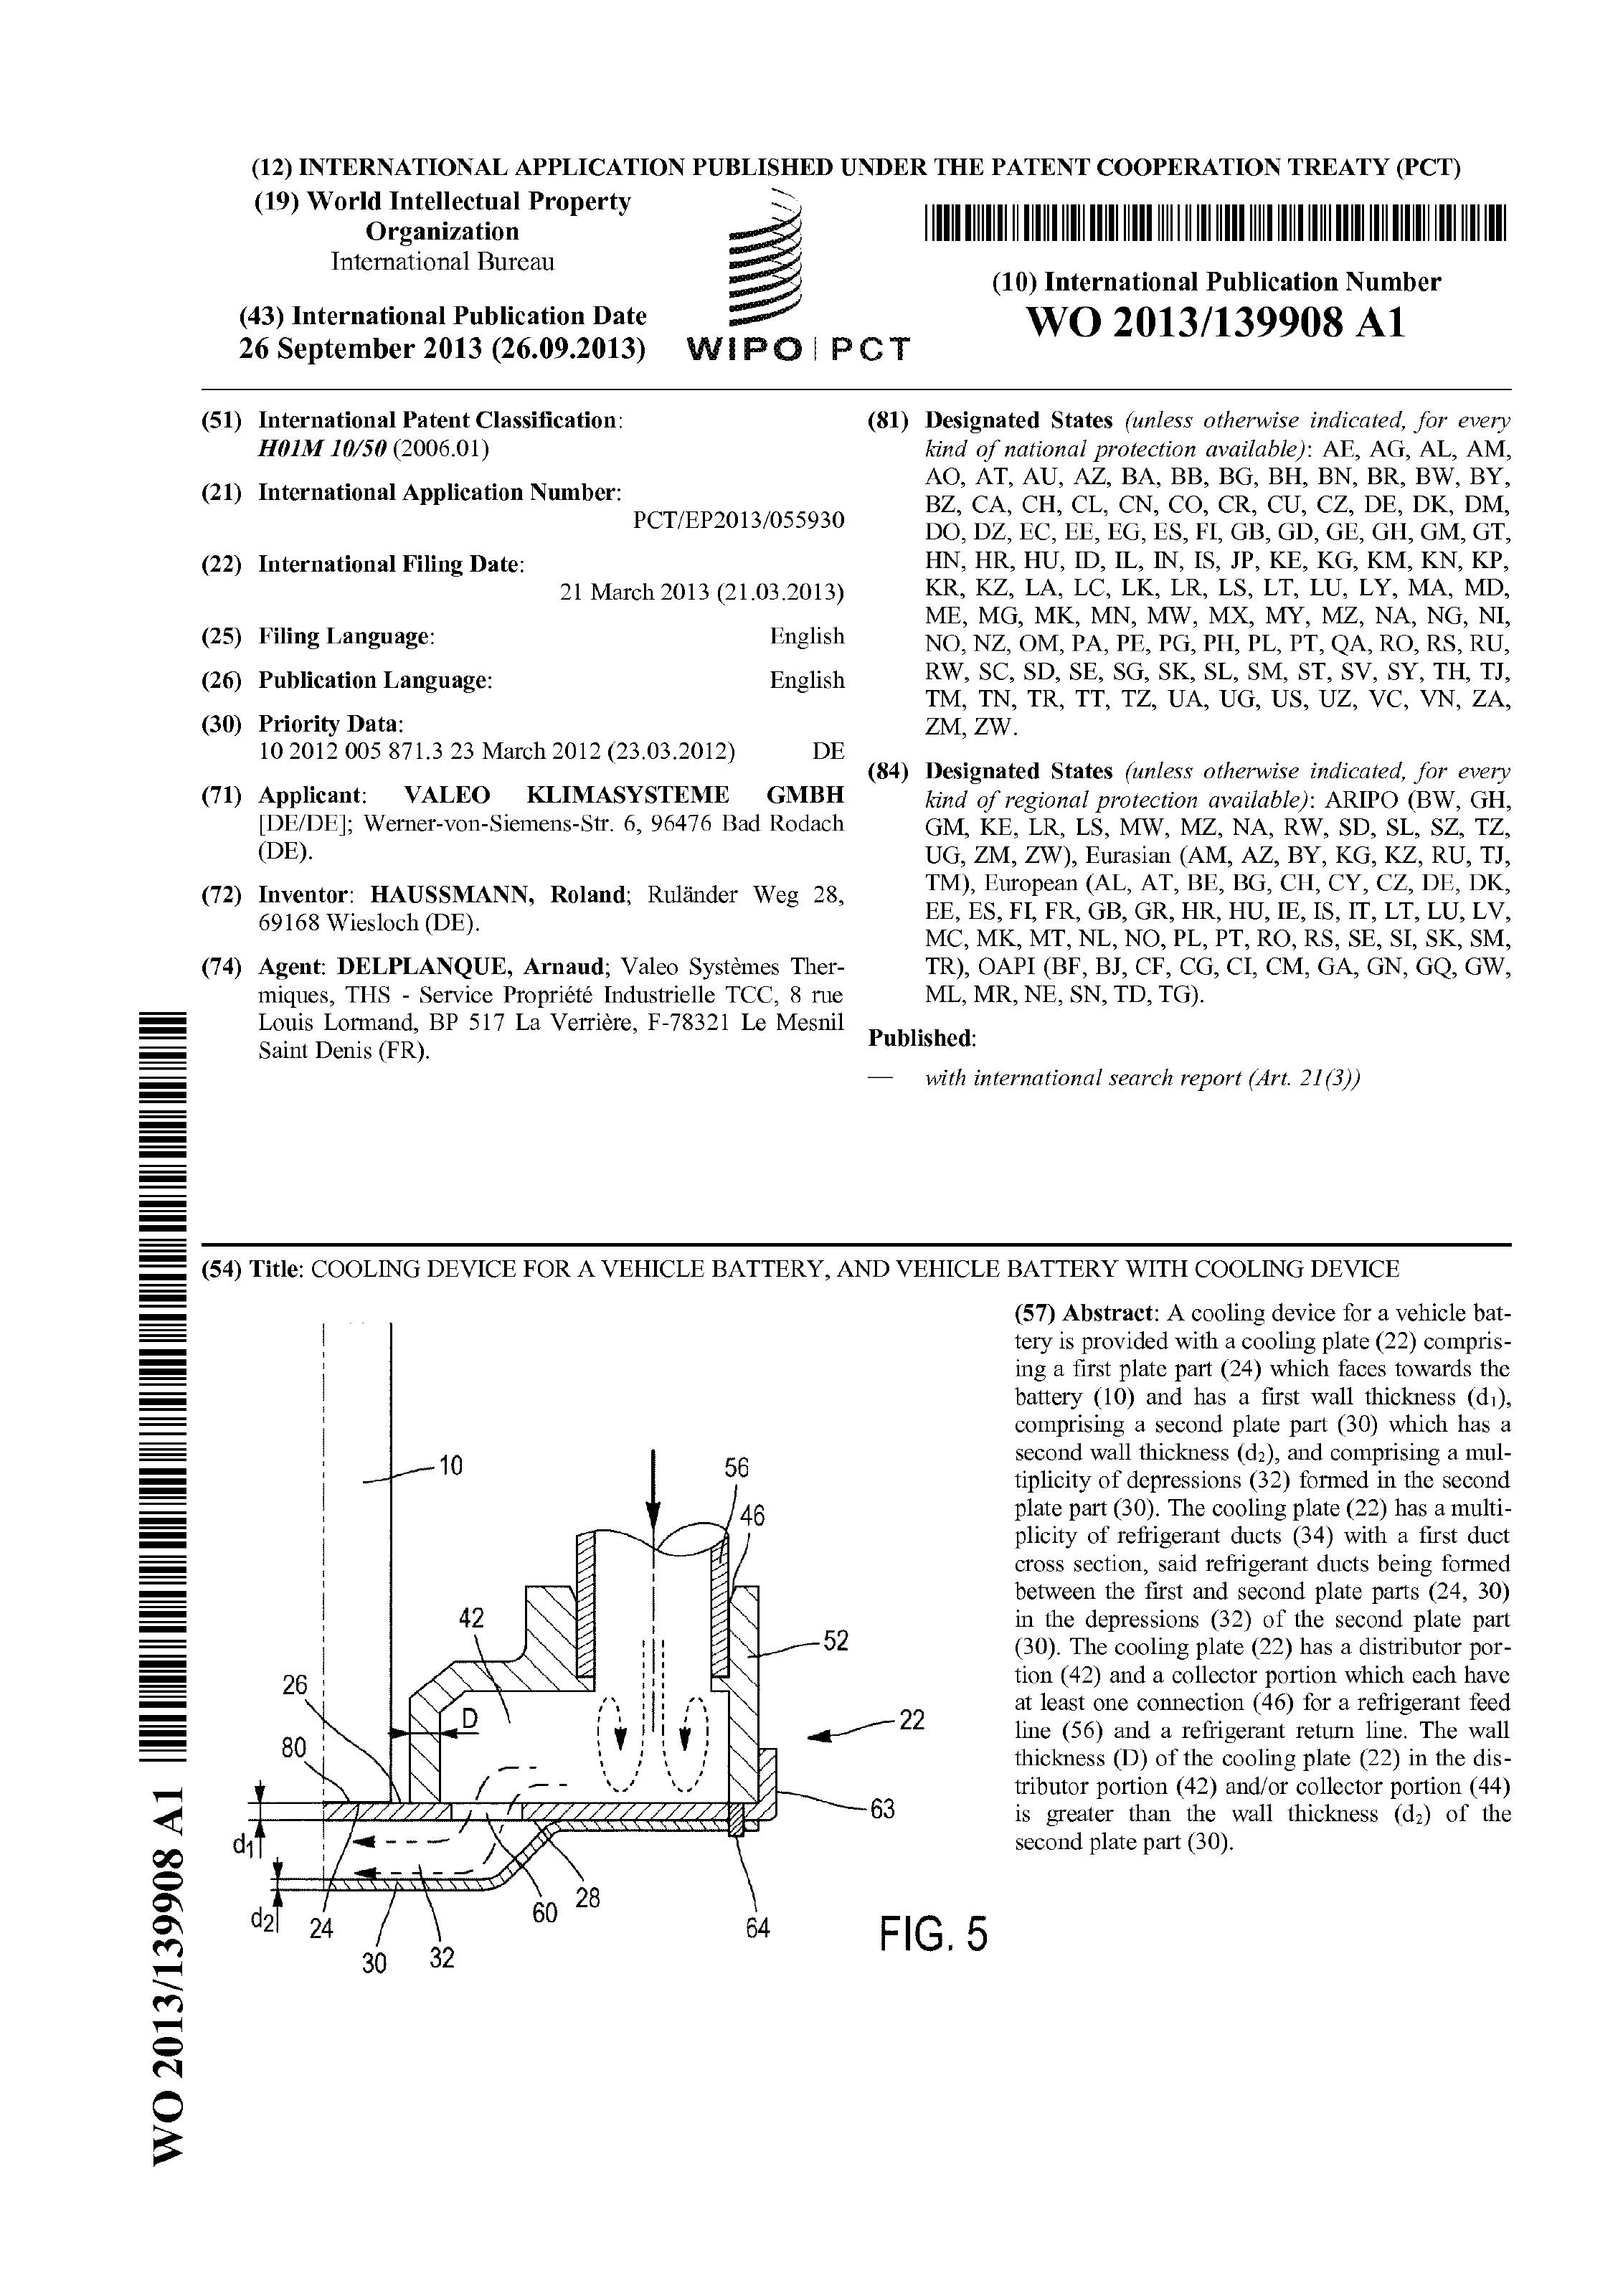 (12) INTERNATIONAL APPLICATION PUBLISHED UNDER THE PATENT COOPERATION TREATY (PCT)
(19) World Intellectual Property
Organization
International Bureau
(43) International Publication Date
26 September 2013 (26.09.2013)
WIPO | PCT
(10) International Publication Number
WO 2013/139908 A1
(51) International Patent Classification:
H01M 10/50 (2006.01)
(21) International Application Number:
PCT/EP2013/055930
(22) International Filing Date:
21 March 2013 (21.03.2013)
(25) Filing Language: English
(26) Publication Language: English
(30) Priority Data:
10 2012 005 871.3 23 March 2012 (23.03.2012) DE
(71) Applicant: VALEO KLIMASYSTEME GMBH
[DE/DE]; Werner-von-Siemens-Str. 6, 96476 Bad Rodach
(DE).
(72) Inventor: HAUSSMANN, Roland; Ruländer Weg 28,
69168 Wiesloch (DE).
(74) Agent: DELPLANQUE, Arnaud; Valeo Systèmes Ther-
miques, THS - Service Propriété Industrielle TCC, 8 rue
Louis Lormand, BP 517 La Verrière, F-78321 Le Mesnil
Saint Denis (FR).
(81) Designated States (unless otherwise indicated, for every
kind of national protection available): AE, AG, AL, AM,
AO, AT, AU, AZ, BA, BB, BG, BH, BN, BR, BW, BY,
BZ, CA, CH, CL, CN, CO, CR, CU, CZ, DE, DK, DM,
DO, DZ, EC, EE, EG, ES, FI, GB, GD, GE, GH, GM, GT,
HN, HR, HU, ID, IL, IN, IS, JP, KE, KG, KM, KN, KP,
KR, KZ, LA, LC, LK, LR, LS, LT, LU, LY, MA, MD,
ME, MG, MK, MN, MW, MX, MY, MZ, NA, NG, NI,
NO, NZ, OM, PA, PE, PG, PH, PL, PT, QA, RO, RS, RU,
RW, SC, SD, SE, SG, SK, SL, SM, ST, SV, SY, TH, TJ,
TM, TN, TR, TT, TZ, UA, UG, US, UZ, VC, VN, ZA,
ZM, ZW.
(84) Designated States (unless otherwise indicated, for every
kind of regional protection available): ARIPO (BW, GH,
GM, KE, LR, LS, MW, MZ, NA, RW, SD, SL, SZ, TZ,
UG, ZM, ZW), Eurasian (AM, AZ, BY, KG, KZ, RU, TJ,
TM), European (AL, AT, BE, BG, CH, CY, CZ, DE, DK,
EE, ES, FI, FR, GB, GR, HR, HU, IE, IS, IT, LT, LU, LV,
MC, MK, MT, NL, NO, PL, PT, RO, RS, SE, SI, SK, SM,
TR), OAPI (BF, BJ, CF, CG, CI, CM, GA, GN, GQ, GW,
ML, MR, NE, SN, TD, TG).
Published:
— with international search report (Art. 21(3))
(54) Title: COOLING DEVICE FOR A VEHICLE BATTERY, AND VEHICLE BATTERY WITH COOLING DEVICE
(57) Abstract: A cooling device for a vehicle bat-
tery is provided with a cooling plate (22) compris-
ing a first plate part (24) which faces towards the
battery (10) and has a first wall thickness (d1),
comprising a second plate part (30) which has a
second wall thickness (d2), and comprising a mul-
tiplicity of depressions (32) formed in the second
plate part (30). The cooling plate (22) has a multi-
plicity of refrigerant ducts (34) with a first duct
cross section, said refrigerant ducts being formed
between the first and second plate parts (24, 30)
in the depressions (32) of the second plate part
(30). The cooling plate (22) has a distributor por-
tion (42) and a collector portion which each have
at least one connection (46) for a refrigerant feed
line (56) and a refrigerant return line. The wall
thickness (D) of the cooling plate (22) in the dis-
tributor portion (42) and/or collector portion (44)
is greater than the wall thickness (d2) of the
second plate part (30).
10
56
46
42
52
26
D
22
80
63
d1
28
60
d2
24
64
30
32
FIG. 5
WO 2013/139908 A1